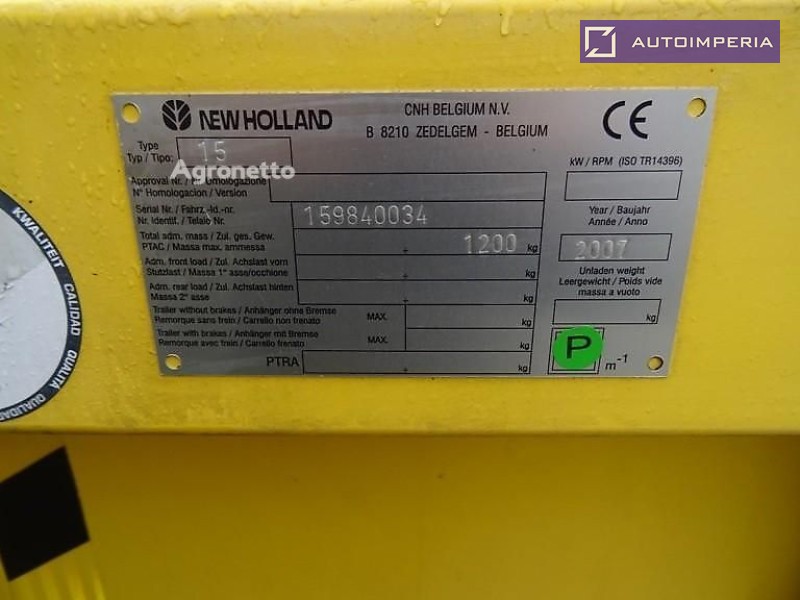 AUTOIMPERIA
NEW HOLLAND
CNH BELGIUM N.V.
B 8210 ZEDELGEM - BELGIUM
CE
Type
Typ / Tipo:
15
Agronetto
kW / RPM (ISO TR14396)
Approval Nr. / Omologazione
N° Homologacion / Version
Serial Nr. / Fahrz.-Id.-nr.
Nr. Identif. / Telaio Nr.
159840034
Year / Baujahr
Année / Anno
2007
Total adm. mass / Zul. ges. Gew.
PTAC / Massa max. ammessa
- 1200 kg
Adm. front load / Zul. Achslast vorn
Stutzlast / Massa 1° asse/occhione
- kg
Unladen weight
Leergewicht / Poids vide
massa a vuoto
kg
Adm. rear load / Zul. Achslast hinten
Massa 2° asse
- kg
Trailer without brakes / Anhänger ohne Bremse
Remorque sans frein / Carrello non frenato
MAX. kg
Trailer with brakes / Anhänger mit Bremse
Remorque avec frein / Carrello frenato
MAX. kg
PTRA - kg
P
m-1
KWALITEIT CALIDAD QUALITA QUALIDAD